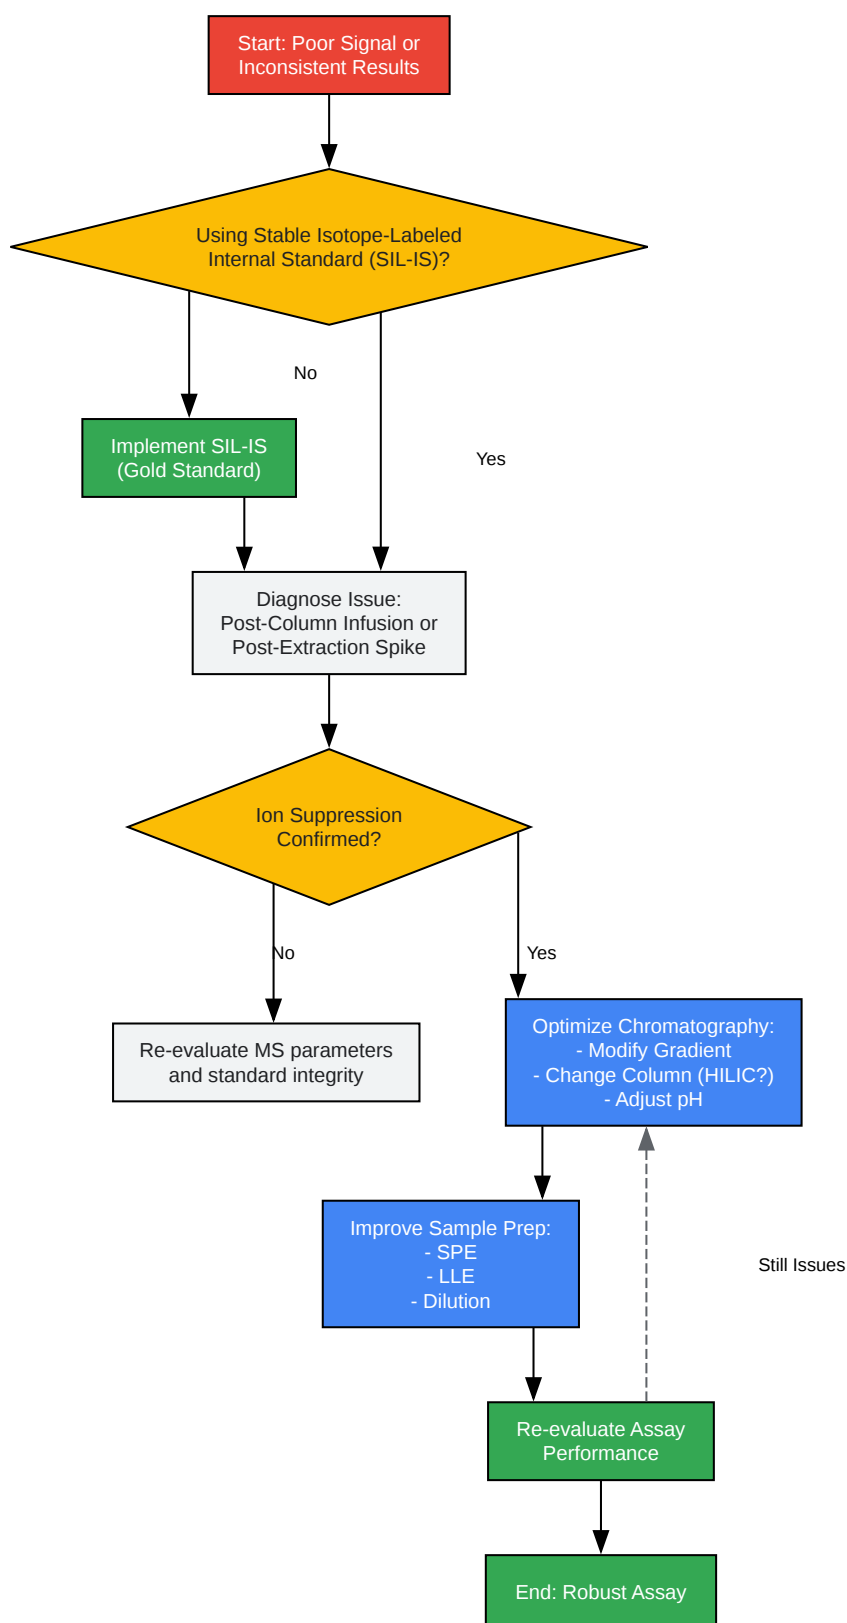 Start: Poor Signal or
Inconsistent Results
Using Stable Isotope-Labeled
Internal Standard (SIL-IS)?
No
Implement SIL-IS
(Gold Standard)
Yes
Diagnose Issue:
Post-Column Infusion or
Post-Extraction Spike
Ion Suppression
Confirmed?
No
Yes
Re-evaluate MS parameters
and standard integrity
Optimize Chromatography:
- Modify Gradient
- Change Column (HILIC?)
- Adjust pH
Improve Sample Prep:
- SPE
- LLE
- Dilution
Still Issues
Re-evaluate Assay
Performance
End: Robust Assay